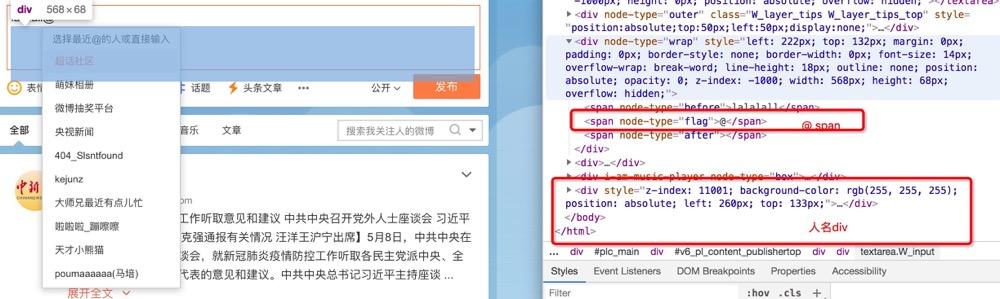 div 568 × 68
选择最近@的人或直接输入
超话社区
萌妹相册
微博抽奖平台
央视新闻
404_SIsntfound
kejunz
大师兄最近有点儿忙
啦啦啦_蹦嚓嚓
天才小熊猫
poumaaaaaa(马培)
表情
话题
头条文章
•••
公开
发布
全部
音乐
文章
搜索我关注人的微博
中新
CHINANEWS
om
工作听取意见和建议 中共中央召开党外人士座谈会 习近平
克强通报有关情况 汪洋王沪宁出席】5月8日，中共中央在
谈会，就新冠肺炎疫情防控工作听取各民主党派中央、全
代表的意见和建议。中共中央总书记习近平主持座谈 ...
展开全文
<div node-type="outer" class="W_layer_tips W_layer_tips_top" style=
"position:absolute;top:50px;left:50px;display:none;">…</div>
<div node-type="wrap" style="left: 222px; top: 132px; margin: 0px;
padding: 0px; border-style: none; border-width: 0px; font-size: 14px;
overflow-wrap: break-word; line-height: 18px; outline: none; position:
absolute; opacity: 0; z-index: -1000; width: 568px; height: 68px;
overflow: hidden;">
<span node-type="before">lalalall</span>
<span node-type="flag">@</span>
@ span
<span node-type="after"></span>
</div>
<div>…</div>
<div i-am-music-player node-type="box">…</div>
<div style="z-index: 11001; background-color: rgb(255, 255, 255);
position: absolute; left: 260px; top: 133px;">…</div>
</body>
</html>
人名div
... div #plc_main div #v6_pl_content_publishertop div div div textarea.W_input
Styles Event Listeners DOM Breakpoints Properties Accessibility
Filter :hov .cls +